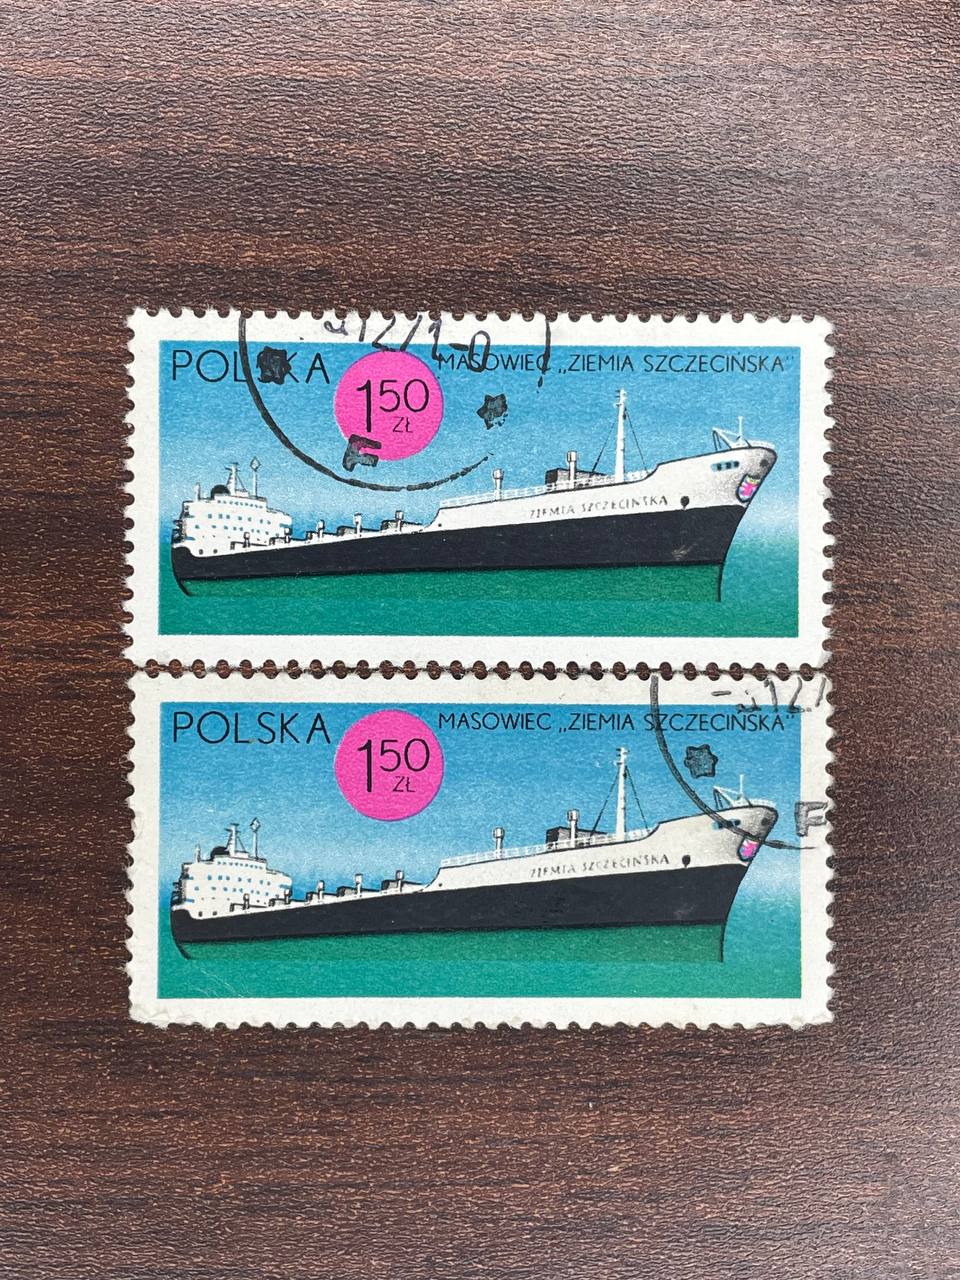 POLSKA
1 50
ZŁ
MASOWIEC „ZIEMIA SZCZECIŃSKA”
F
ZIEMIA SZCZECIŃSKA
POLSKA
1 50
ZŁ
MASOWIEC „ZIEMIA SZCZECIŃSKA”
F
ZIEMIA SZCZECIŃSKA